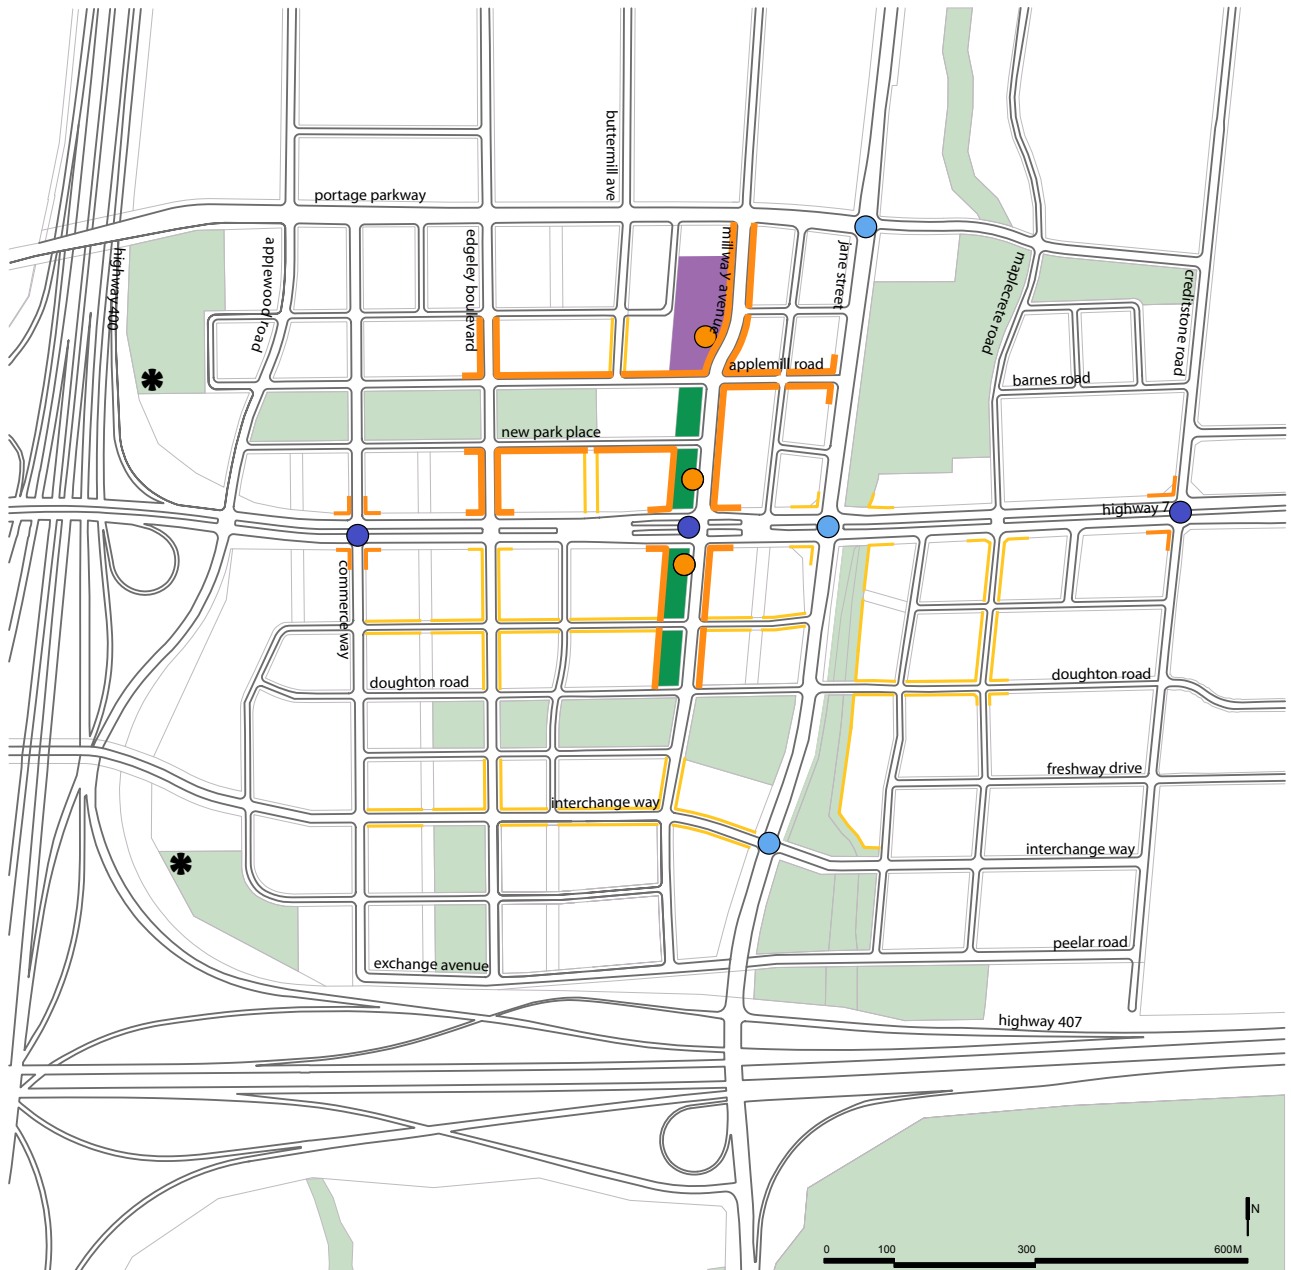 buttermill ave
portage parkway
highway 400
applewood road
edgeley boulevard
millway avenue
jane street
maplecrete road
creditstone road
applemill road
barnes road
new park place
highway 7
commerce way
doughton road
doughton road
freshway drive
interchange way
interchange way
peelar road
exchange avenue
highway 407
N
0 100 300 600M